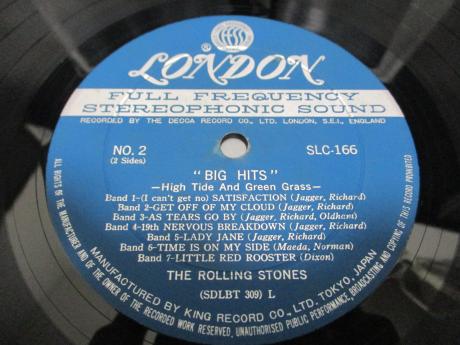 ®
LONDON
FULL FREQUENCY
STEREOPHONIC SOUND
RECORDED BY THE DECCA RECORD CO., LTD. LONDON, S.E.I., ENGLAND
NO. 2 SLC-166
(2 Sides)
"BIG HITS"
—High Tide And Green Grass—
Band 1-(I can't get no) SATISFACTION (Jagger, Richard)
Band 2-GET OFF OF MY CLOUD (Jagger, Richard)
Band 3-AS TEARS GO BY (Jagger, Richard, Oldham)
Band 4-19th NERVOUS BREAKDOWN (Jagger, Richard)
Band 5-LADY JANE (Jagger, Richard)
Band 6-TIME IS ON MY SIDE (Maeda, Norman)
Band 7-LITTLE RED ROOSTER (Dixon)
THE ROLLING STONES
(SDLBT 309) L
MANUFACTURED BY KING RECORD CO., LTD. TOKYO, JAPAN
ALL RIGHTS OF THE MANUFACTURER AND OF THE OWNER OF THE RECORDED WORK RESERVED, UNAUTHORISED PUBLIC PERFORMANCE, BROADCASTING AND COPYING OF THIS RECORD PROHIBITED